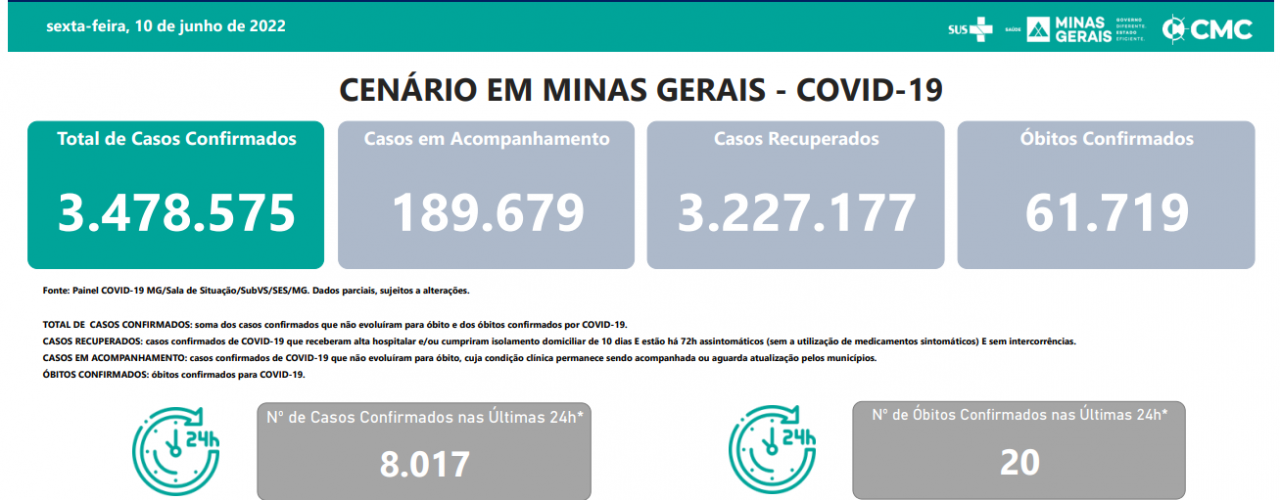 sexta-feira, 10 de junho de 2022
SUS
SAÚDE
MINAS GERAIS
GOVERNO
DIFERENTE.
ESTADO
EFICIENTE.
CMC
CENÁRIO EM MINAS GERAIS - COVID-19
Total de Casos Confirmados
3.478.575
Casos em Acompanhamento
189.679
Casos Recuperados
3.227.177
Óbitos Confirmados
61.719
Fonte: Painel COVID-19 MG/Sala de Situação/SubVS/SES/MG. Dados parciais, sujeitos a alterações.
TOTAL DE CASOS CONFIRMADOS: soma dos casos confirmados que não evoluíram para óbito e dos óbitos confirmados por COVID-19.
CASOS RECUPERADOS: casos confirmados de COVID-19 que receberam alta hospitalar e/ou cumpriram isolamento domiciliar de 10 dias E estão há 72h assintomáticos (sem a utilização de medicamentos sintomáticos) E sem intercorrências.
CASOS EM ACOMPANHAMENTO: casos confirmados de COVID-19 que não evoluíram para óbito, cuja condição clínica permanece sendo acompanhada ou aguarda atualização pelos municípios.
ÓBITOS CONFIRMADOS: óbitos confirmados para COVID-19.
24h
Nº de Casos Confirmados nas Últimas 24h*
8.017
24h
Nº de Óbitos Confirmados nas Últimas 24h*
20